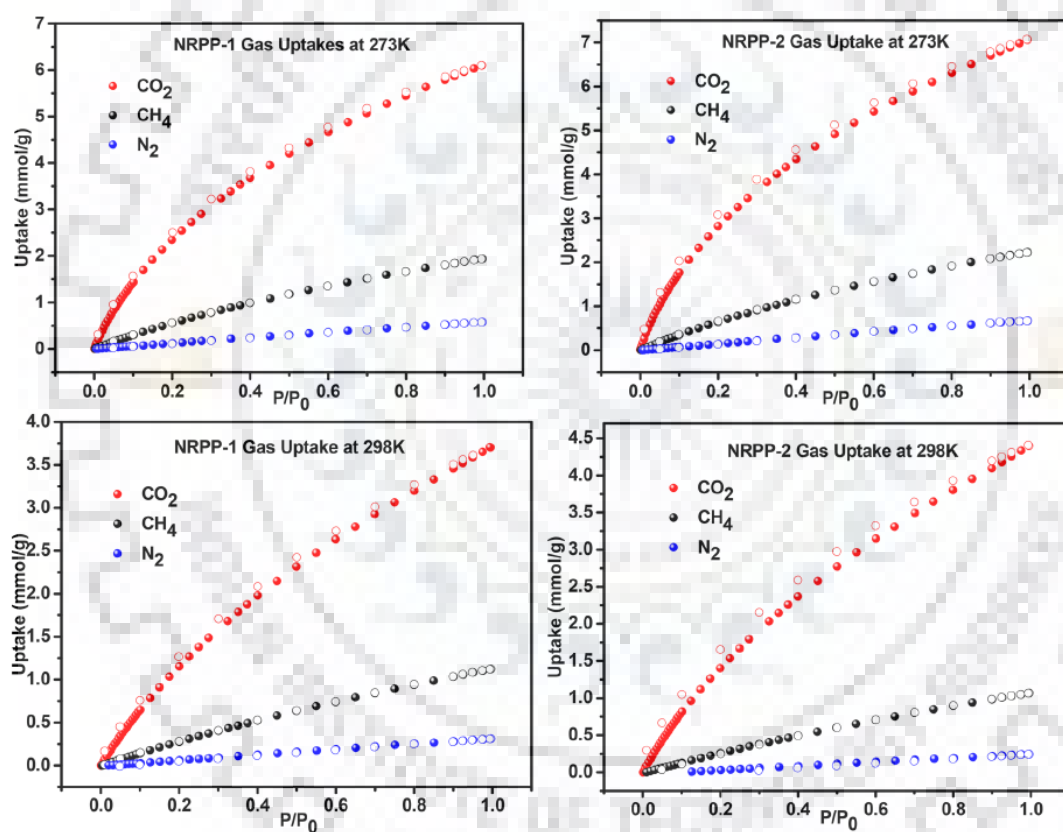 NRPP-1 Gas Uptakes at 273K
CO2
CH4
N2
Uptake (mmol/g)
7
6
5
4
3
2
1
0
0.0 0.2 0.4 0.6 0.8 1.0
P/P0
NRPP-2 Gas Uptake at 273K
CO2
CH4
N2
Uptake (mmol/g)
7
6
5
4
3
2
1
0
0.0 0.2 0.4 0.6 0.8 1.0
P/P0
NRPP-1 Gas Uptake at 298K
CO2
CH4
N2
Uptake (mmol/g)
4.0
3.5
3.0
2.5
2.0
1.5
1.0
0.5
0.0
0.0 0.2 0.4 0.6 0.8 1.0
P/P0
NRPP-2 Gas Uptake at 298K
CO2
CH4
N2
Uptake (mmol/g)
4.5
4.0
3.5
3.0
2.5
2.0
1.5
1.0
0.5
0.0
0.0 0.2 0.4 0.6 0.8 1.0
P/P0